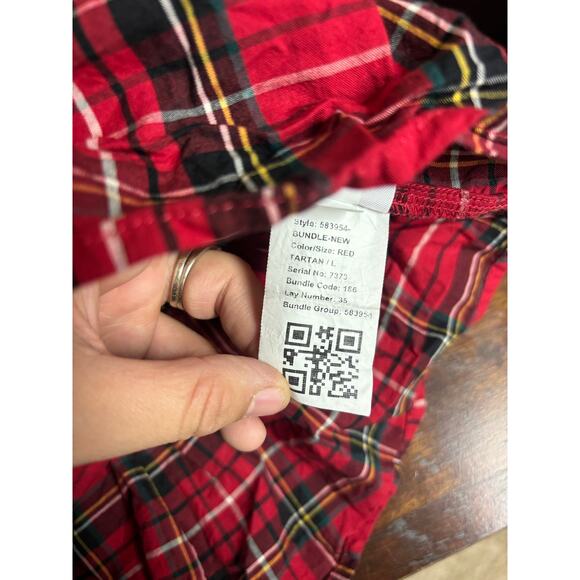 Style: 583954-
BUNDLE-NEW
Color/Size: RED
TARTAN / L
Serial No: 7373
Bundle Code: 186
Lay Number: 35
Bundle Group: 583954